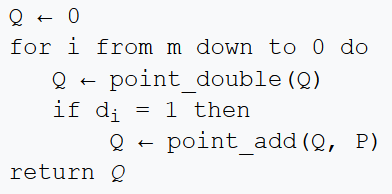 Q ← 0
for i from m down to 0 do
Q ← point_double(Q)
if dᵢ = 1 then
Q ← point_add(Q, P)
return Q